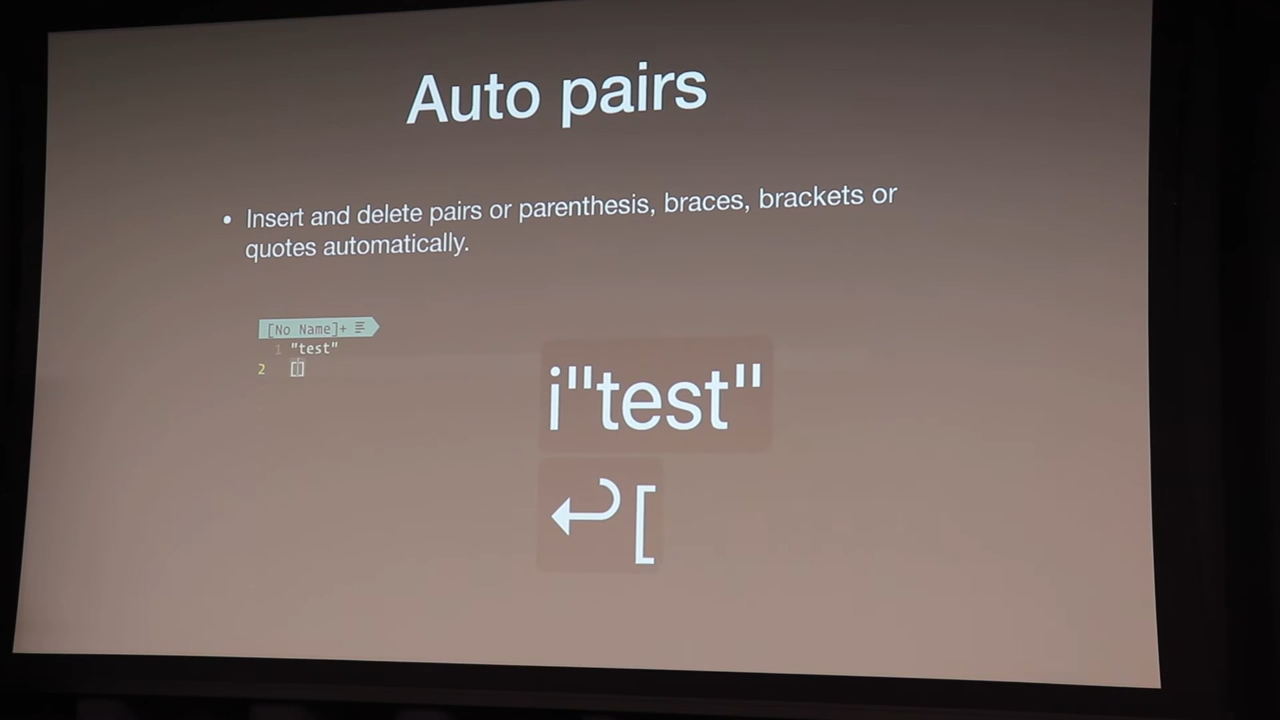 Auto pairs
• Insert and delete pairs or parenthesis, braces, brackets or
quotes automatically.
[No Name]+
1 "test"
2 []
i"test"
↩[